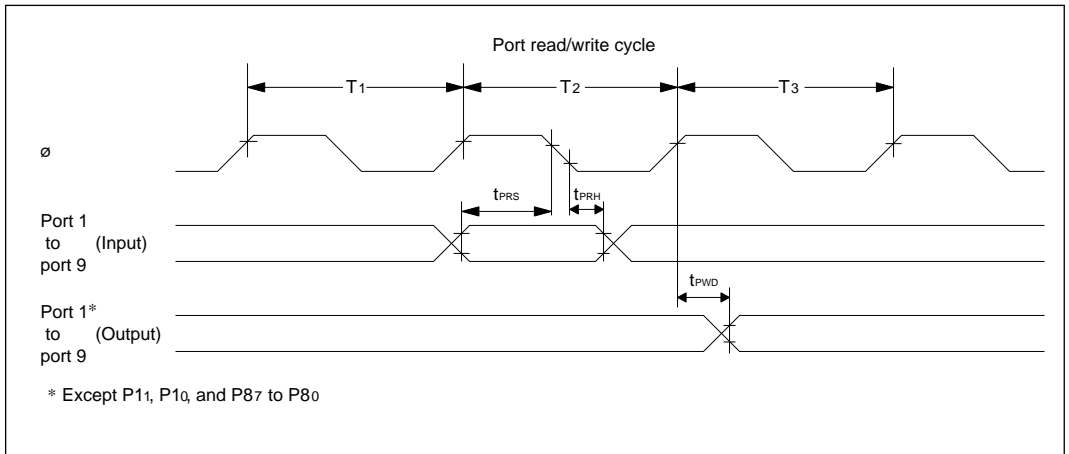 Port read/write cycle
T1 T2 T3
ø
tPRS tPRH
Port 1
to (Input)
port 9
tPWD
Port 1*
to (Output)
port 9
* Except P11, P10, and P87 to P80